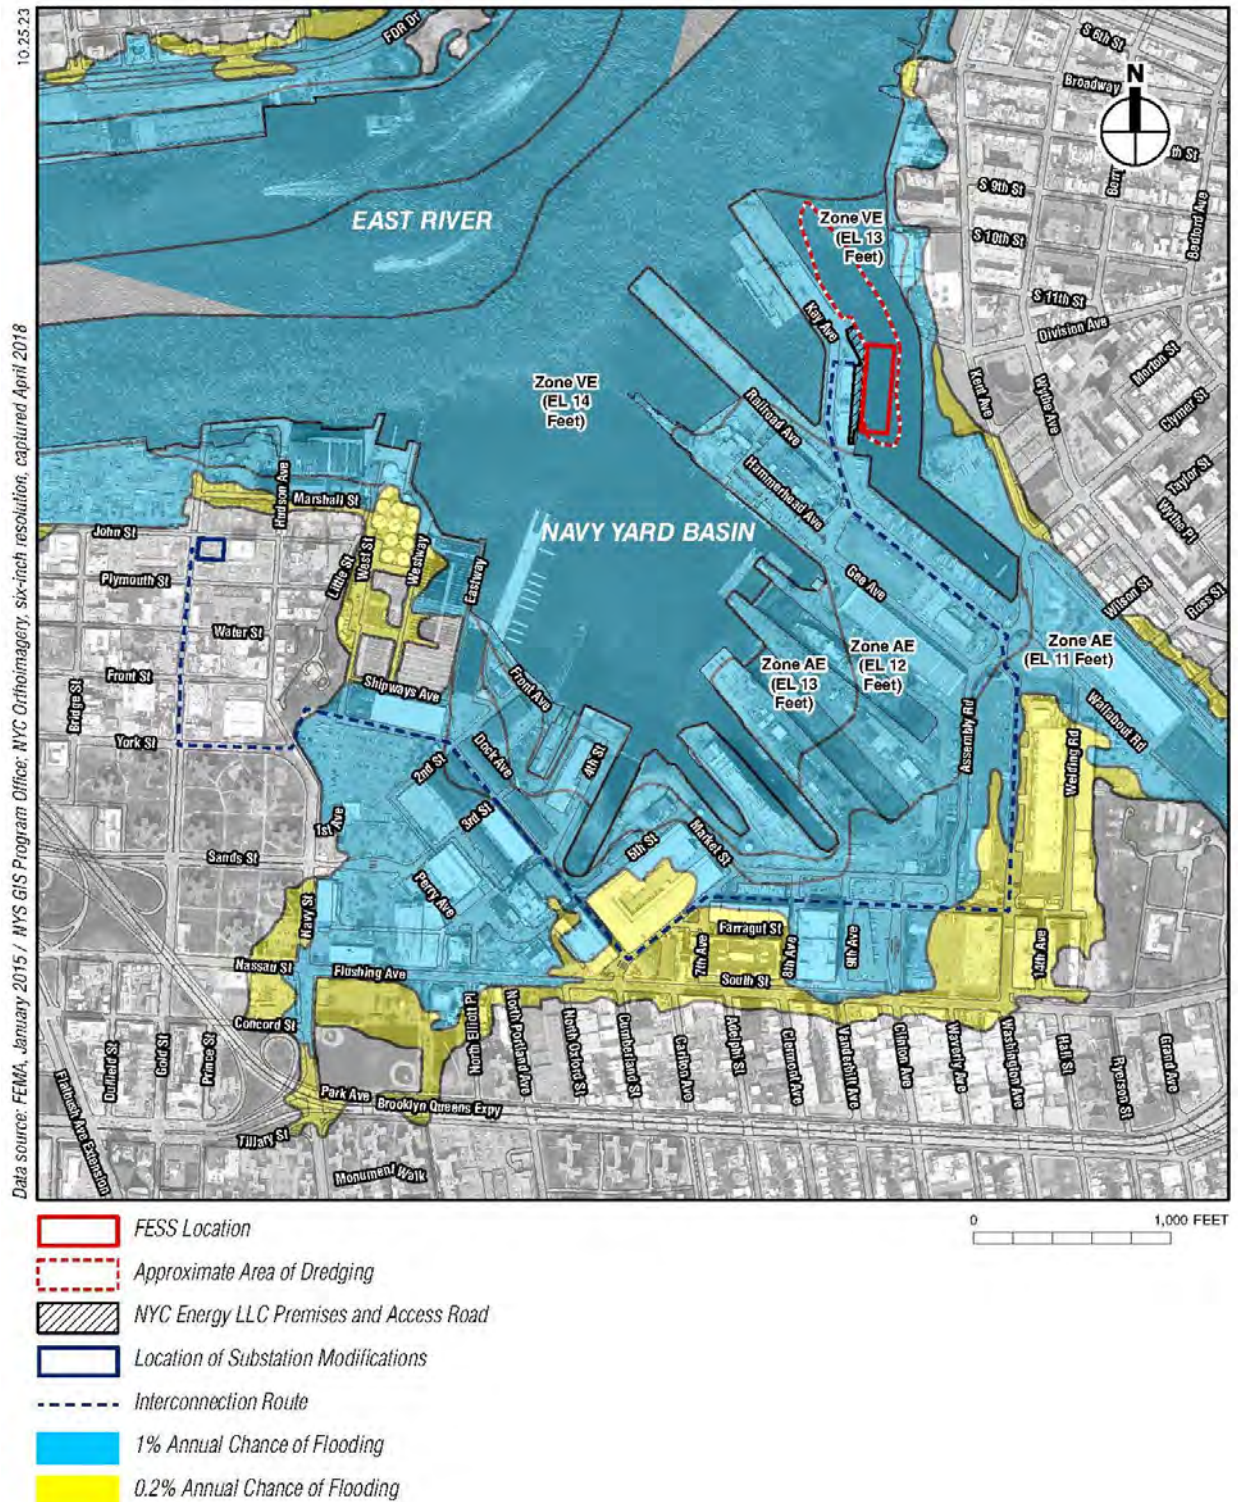 10.25.23
Data source: FEMA, January 2015 / NYS GIS Program Office; NYC Orthoimagery, six-inch resolution, captured April 2018
FDR Dr
S 6th St
Broadway
N
th St
Berry
Bedford Ave
S 9th St
S 10th St
S 11th St
Division Ave
EAST RIVER
Zone VE
(EL 13
Feet)
Kay Ave
Kent Ave
Wythe Ave
Morton St
Clymer St
Taylor St
Wythe Pl
Zone VE
(EL 14
Feet)
Railroad Ave
Hammerhead Ave
Hudson Ave
Marshall St
John St
Plymouth St
Little St
West St
Westway
Eastway
NAVY YARD BASIN
Gee Ave
Wilson St
Ross St
Water St
Front St
Bridge St
York St
Shipways Ave
Front Ave
Zone AE
(EL 13
Feet)
Zone AE
(EL 12
Feet)
Zone AE
(EL 11 Feet)
Wallabout Rd
Assembly Rd
Welding Rd
Dock Ave
4th St
2nd St
3rd St
1st Ave
Sands St
5th St
Market St
Perry Ave
Navy St
Nassau St
Flushing Ave
Farragut St
7th Ave
8th Ave
9th Ave
14th Ave
South St
Concord St
Duffield St
Gold St
Prince St
North Elliott Pl
North Portland Ave
North Oxford St
Cumberland St
Carlton Ave
Adelphi St
Clermont Ave
Vanderbilt Ave
Clinton Ave
Waverly Ave
Washington Ave
Hall St
Ryerson St
Grand Ave
Flatbush Ave Extension
Park Ave
Brooklyn Queens Expy
Tillary St
Monument Walk
0
1,000 FEET
FESS Location
Approximate Area of Dredging
NYC Energy LLC Premises and Access Road
Location of Substation Modifications
Interconnection Route
1% Annual Chance of Flooding
0.2% Annual Chance of Flooding